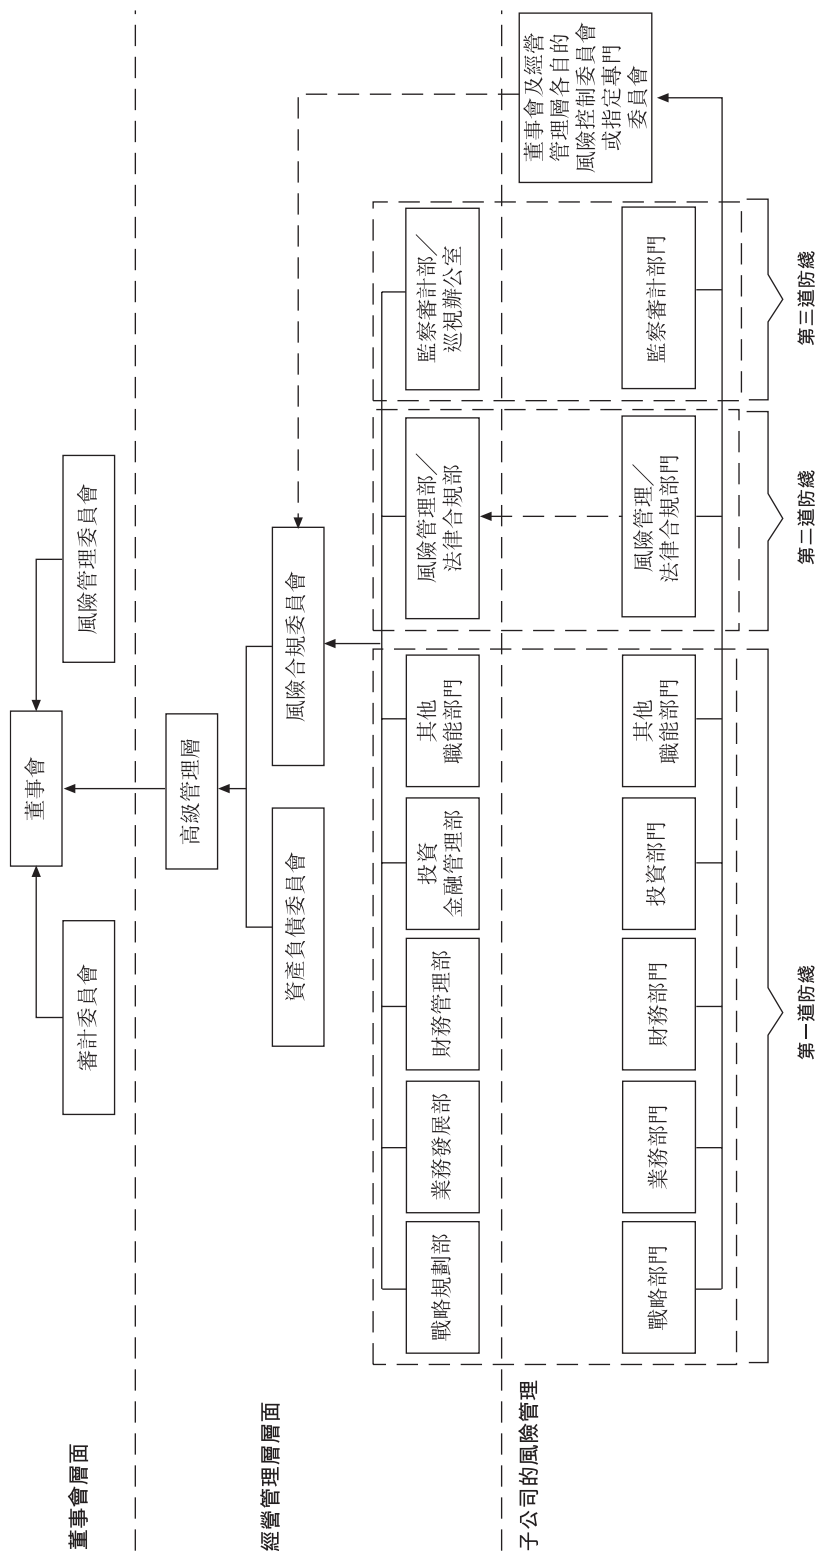 董事會層面
董事會
審計委員會
風險管理委員會
經營管理層層面
高級管理層
資產負債委員會
風險合規委員會
戰略規劃部
業務發展部
財務管理部
投資
金融管理部
其他
職能部門
風險管理部／
法律合規部
監察審計部／
巡視辦公室
子公司的風險管理
董事會及經營
管理層各自的
風險控制委員會
或指定專門
委員會
戰略部門
業務部門
財務部門
投資部門
其他
職能部門
風險管理／
法律合規部門
監察審計部門
第一道防綫
第二道防綫
第三道防綫